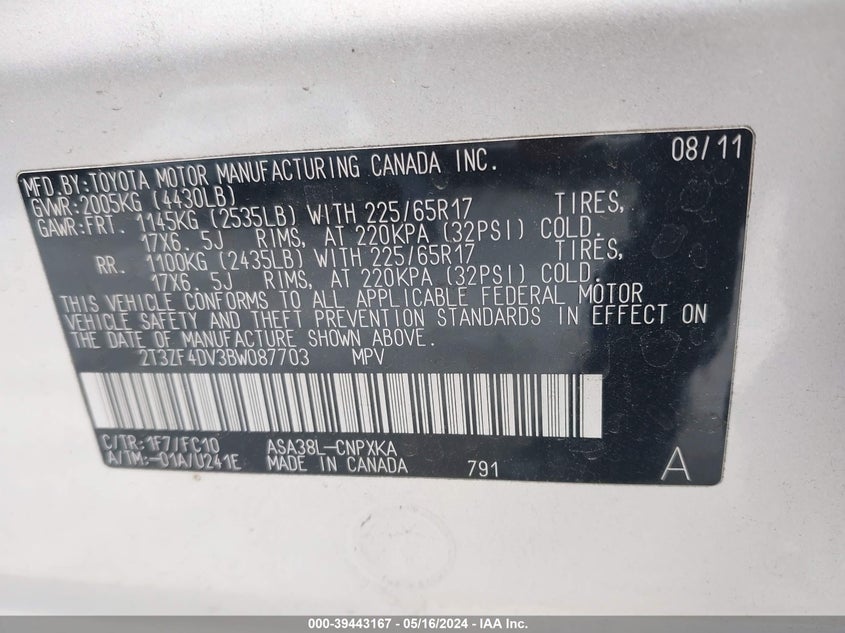 MFD.BY:TOYOTA MOTOR MANUFACTURING CANADA INC. 08/11
GVWR:2005KG (4430LB)
GAWR:FRT. 1145KG (2535LB) WITH 225/65R17 TIRES,
17X6.5J RIMS, AT 220KPA (32PSI) COLD.
RR. 1100KG (2435LB) WITH 225/65R17 TIRES,
17X6.5J RIMS, AT 220KPA (32PSI) COLD.
THIS VEHICLE CONFORMS TO ALL APPLICABLE FEDERAL MOTOR
VEHICLE SAFETY AND THEFT PREVENTION STANDARDS IN EFFECT ON
THE DATE OF MANUFACTURE SHOWN ABOVE.
2T3ZF4DV3BW087703 MPV
C/TR:1F7/FC10 ASA38L-CNPXKA
A/TM:-01A/U241E MADE IN CANADA 791 A
000-39443167 - 05/16/2024 - IAA Inc.